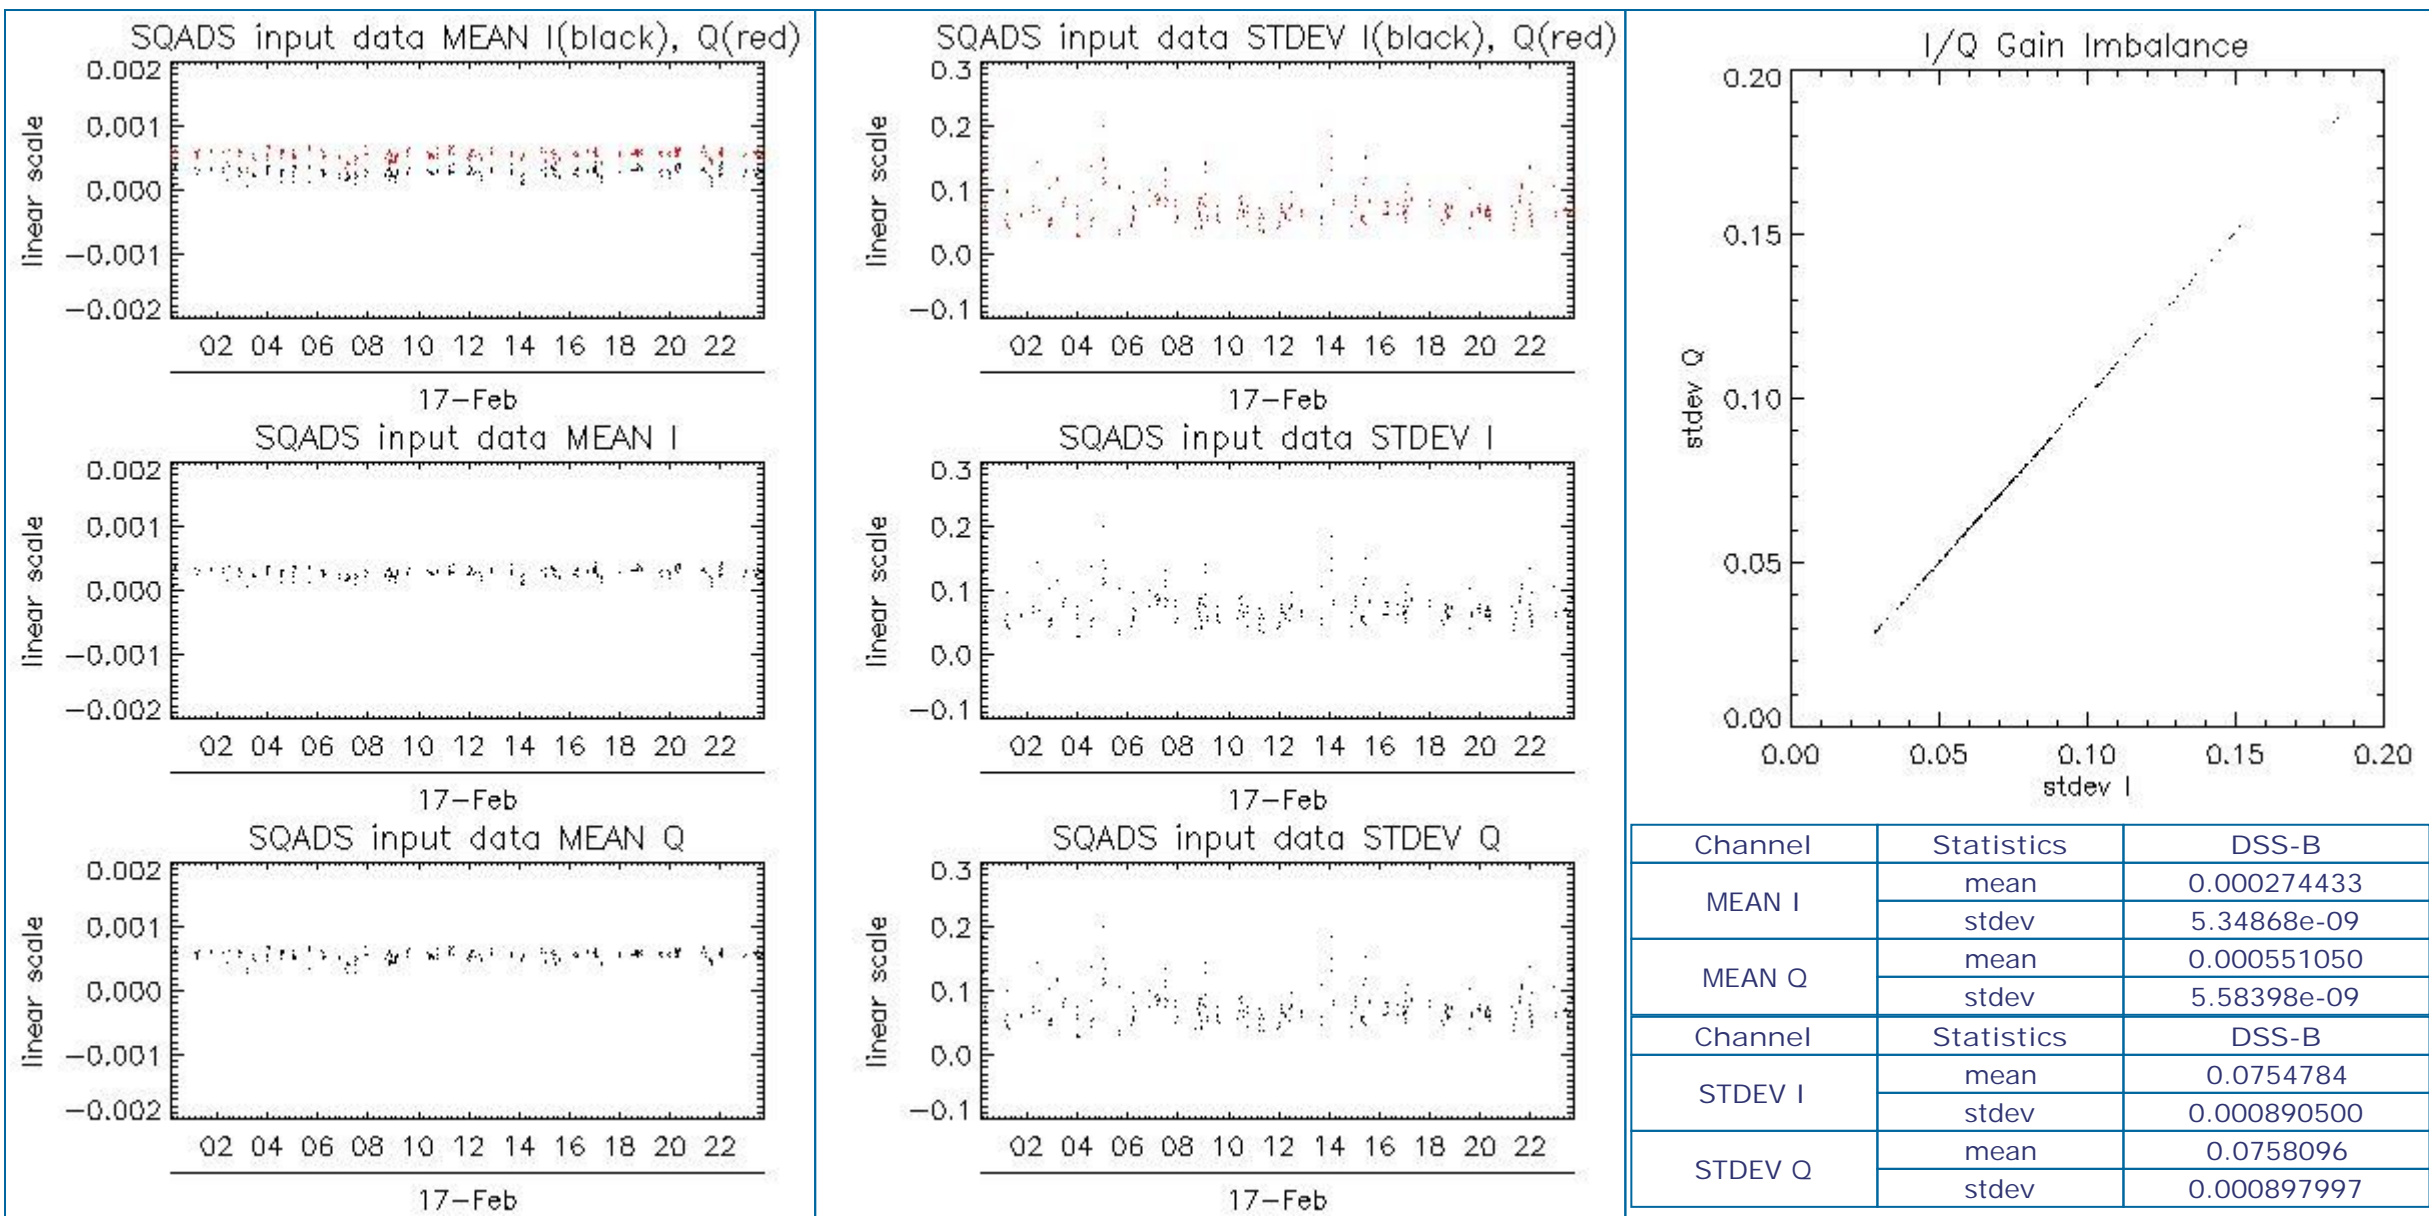 SQADS input data MEAN I(black), Q(red)
0.002
0.001
0.000
−0.001
−0.002
linear scale
02 04 06 08 10 12 14 16 18 20 22
17−Feb
SQADS input data MEAN I
0.002
0.001
0.000
−0.001
−0.002
linear scale
02 04 06 08 10 12 14 16 18 20 22
17−Feb
SQADS input data MEAN Q
0.002
0.001
0.000
−0.001
−0.002
linear scale
02 04 06 08 10 12 14 16 18 20 22
17−Feb
SQADS input data STDEV I(black), Q(red)
0.3
0.2
0.1
0.0
−0.1
linear scale
02 04 06 08 10 12 14 16 18 20 22
17−Feb
SQADS input data STDEV I
0.3
0.2
0.1
0.0
−0.1
linear scale
02 04 06 08 10 12 14 16 18 20 22
17−Feb
SQADS input data STDEV Q
0.3
0.2
0.1
0.0
−0.1
linear scale
02 04 06 08 10 12 14 16 18 20 22
17−Feb
I/Q Gain Imbalance
0.20
0.15
0.10
0.05
0.00
stdev Q
0.00 0.05 0.10 0.15 0.20
stdev I
Channel Statistics DSS-B
MEAN I mean 0.000274433
stdev 5.34868e-09
MEAN Q mean 0.000551050
stdev 5.58398e-09
Channel Statistics DSS-B
STDEV I mean 0.0754784
stdev 0.000890500
STDEV Q mean 0.0758096
stdev 0.000897997